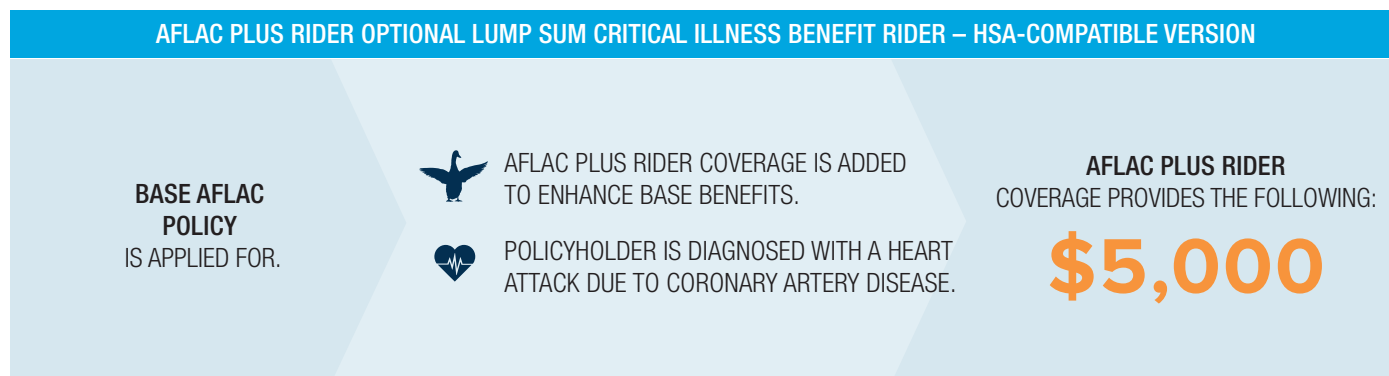 AFLAC PLUS RIDER OPTIONAL LUMP SUM CRITICAL ILLNESS BENEFIT RIDER – HSA-COMPATIBLE VERSION
BASE AFLAC
POLICY
IS APPLIED FOR.
AFLAC PLUS RIDER COVERAGE IS ADDED
TO ENHANCE BASE BENEFITS.
POLICYHOLDER IS DIAGNOSED WITH A HEART
ATTACK DUE TO CORONARY ARTERY DISEASE.
AFLAC PLUS RIDER
COVERAGE PROVIDES THE FOLLOWING:
$5,000